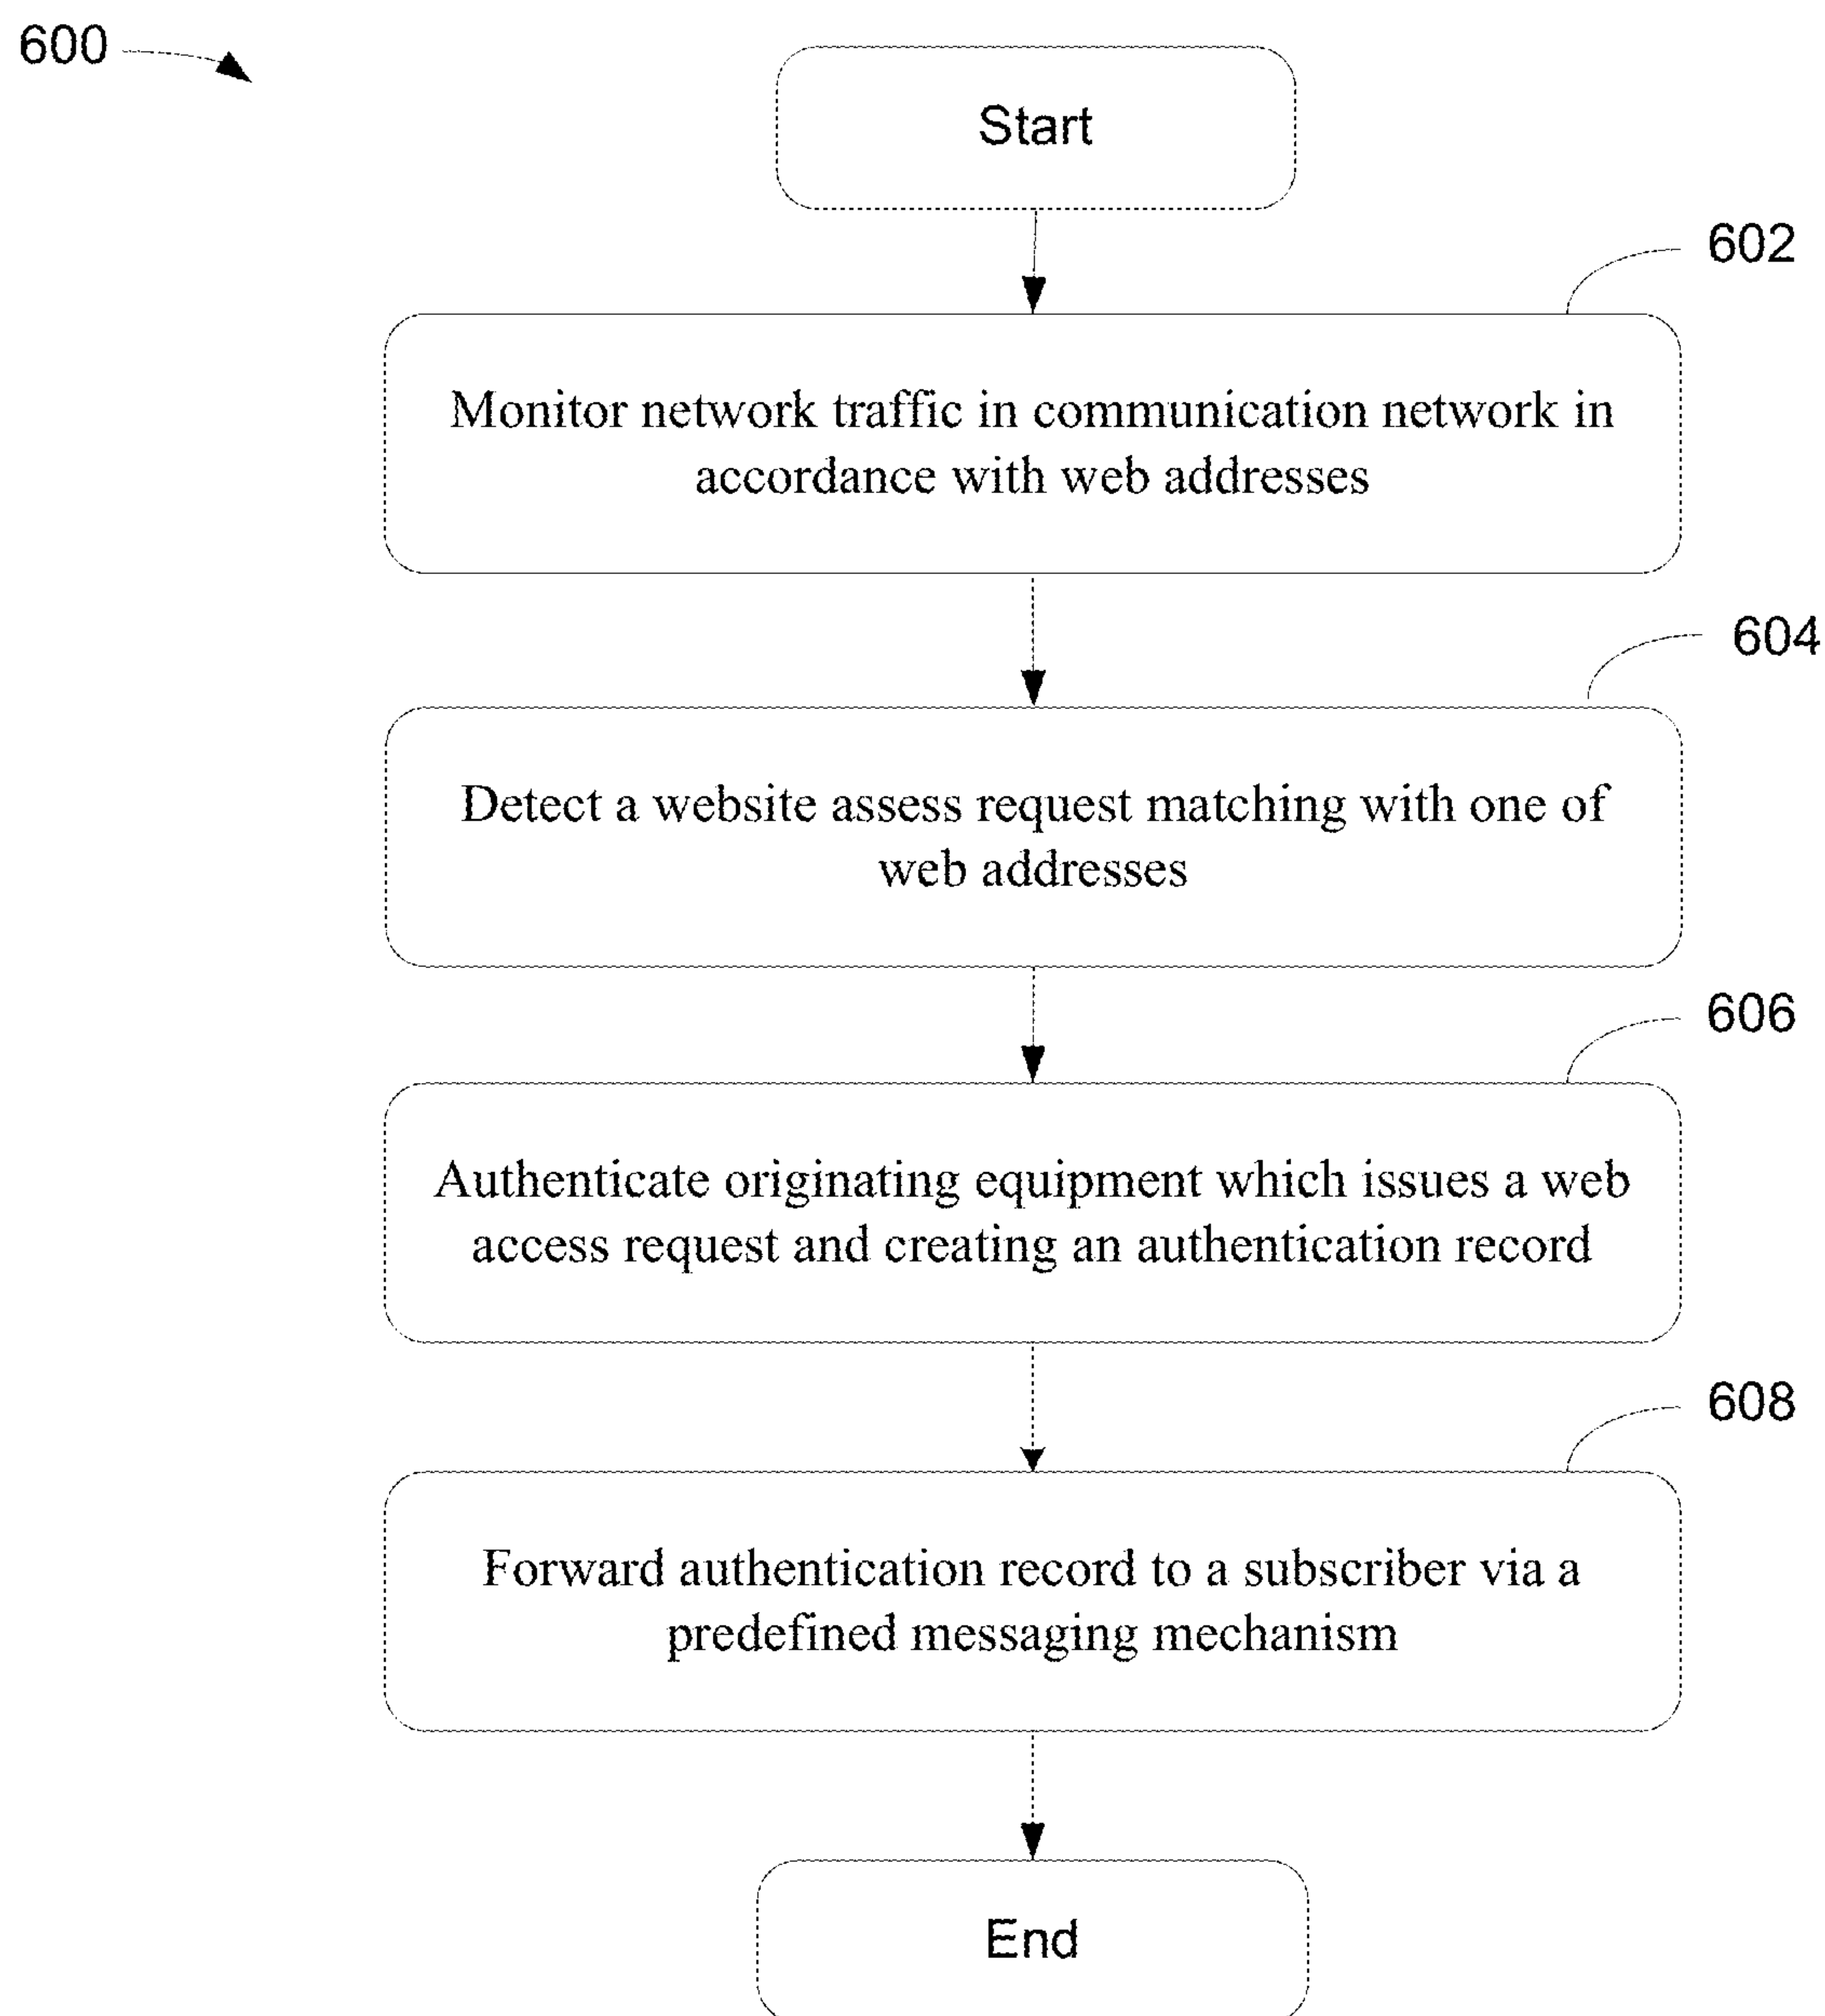 600
Start
602
Monitor network traffic in communication network in
accordance with web addresses
604
Detect a website assess request matching with one of
web addresses
606
Authenticate originating equipment which issues a web
access request and creating an authentication record
608
Forward authentication record to a subscriber via a
predefined messaging mechanism
End